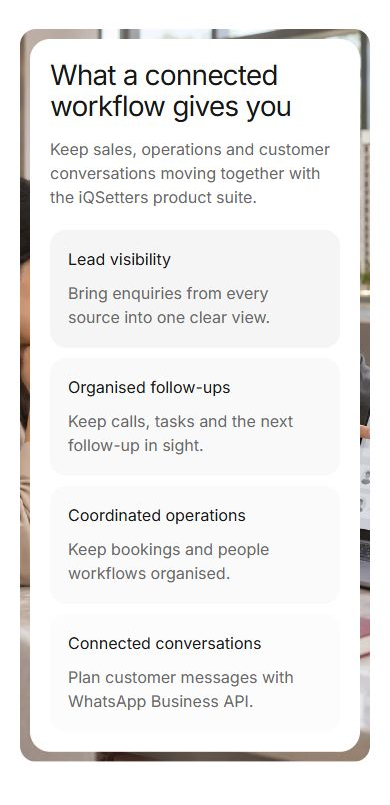 What a connected
workflow gives you
Keep sales, operations and customer
conversations moving together with
the iQSetters product suite.
Lead visibility
Bring enquiries from every
source into one clear view.
Organised follow-ups
Keep calls, tasks and the next
follow-up in sight.
Coordinated operations
Keep bookings and people
workflows organised.
Connected conversations
Plan customer messages with
WhatsApp Business API.